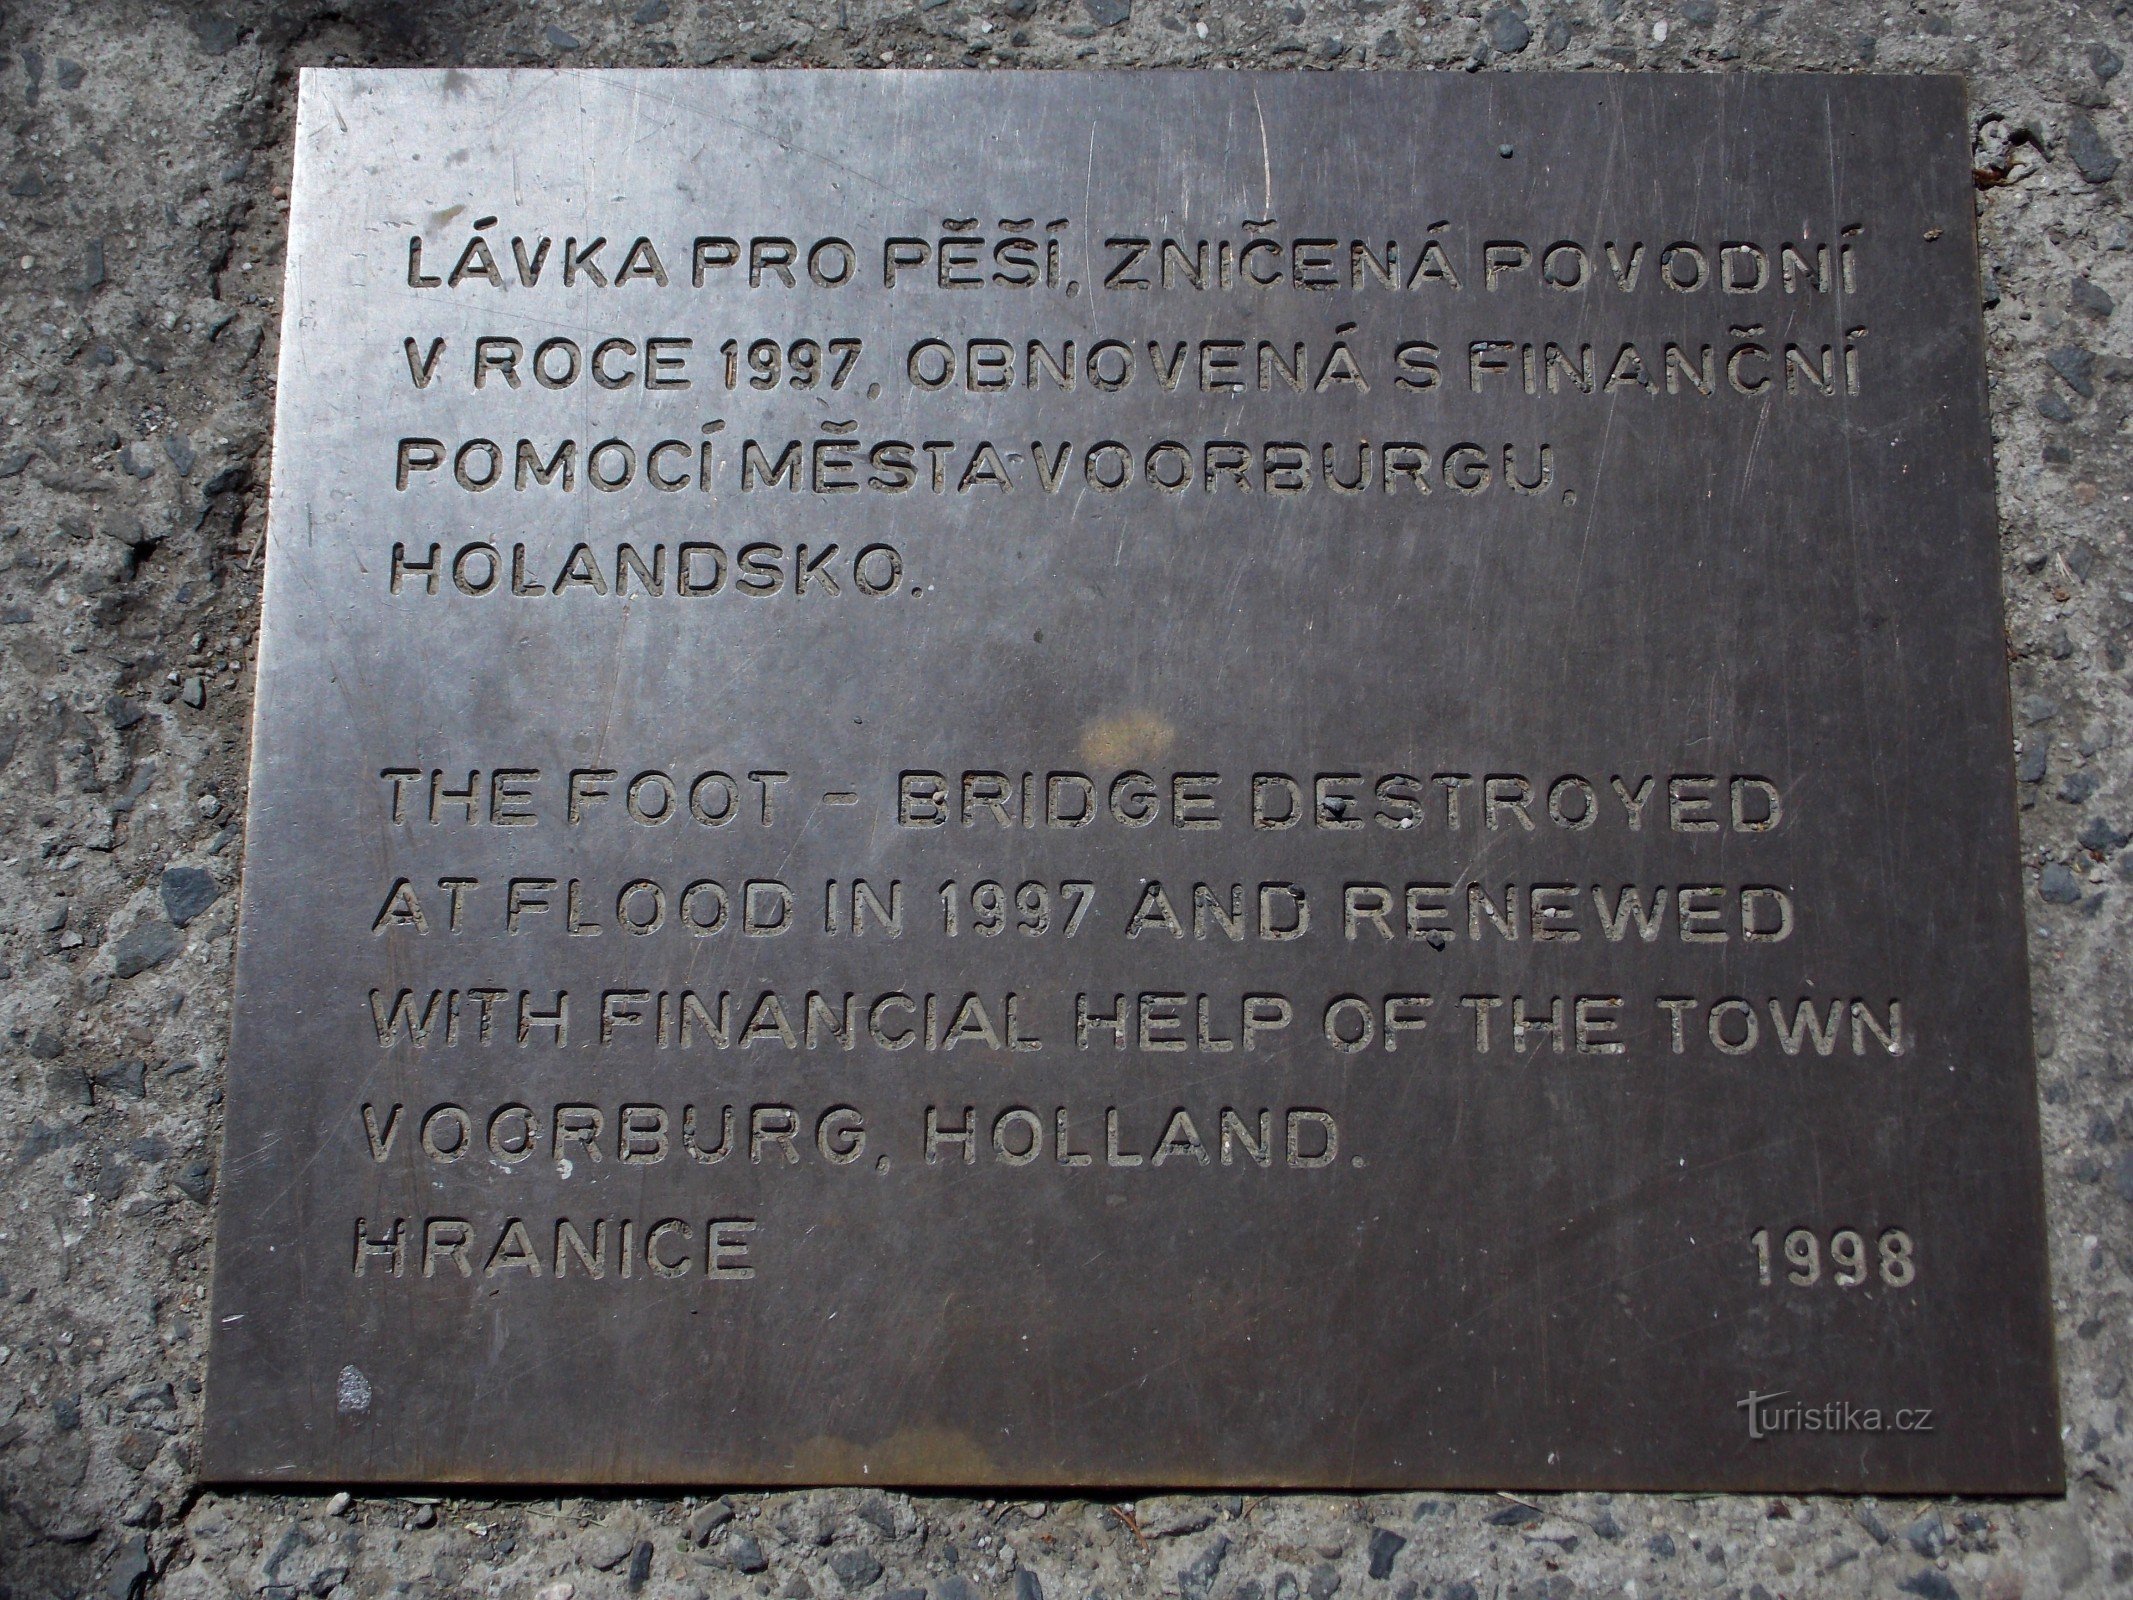 LÁVKA PRO PĚŠÍ, ZNIČENÁ POVODNÍ
V ROCE 1997, OBNOVENÁ S FINANČNÍ
POMOCÍ MĚSTA VOORBURGU,
HOLANDSKO.
THE FOOT - BRIDGE DESTROYED
AT FLOOD IN 1997 AND RENEWED
WITH FINANCIAL HELP OF THE TOWN
VOORBURG, HOLLAND.
HRANICE 1998
Turistika.cz